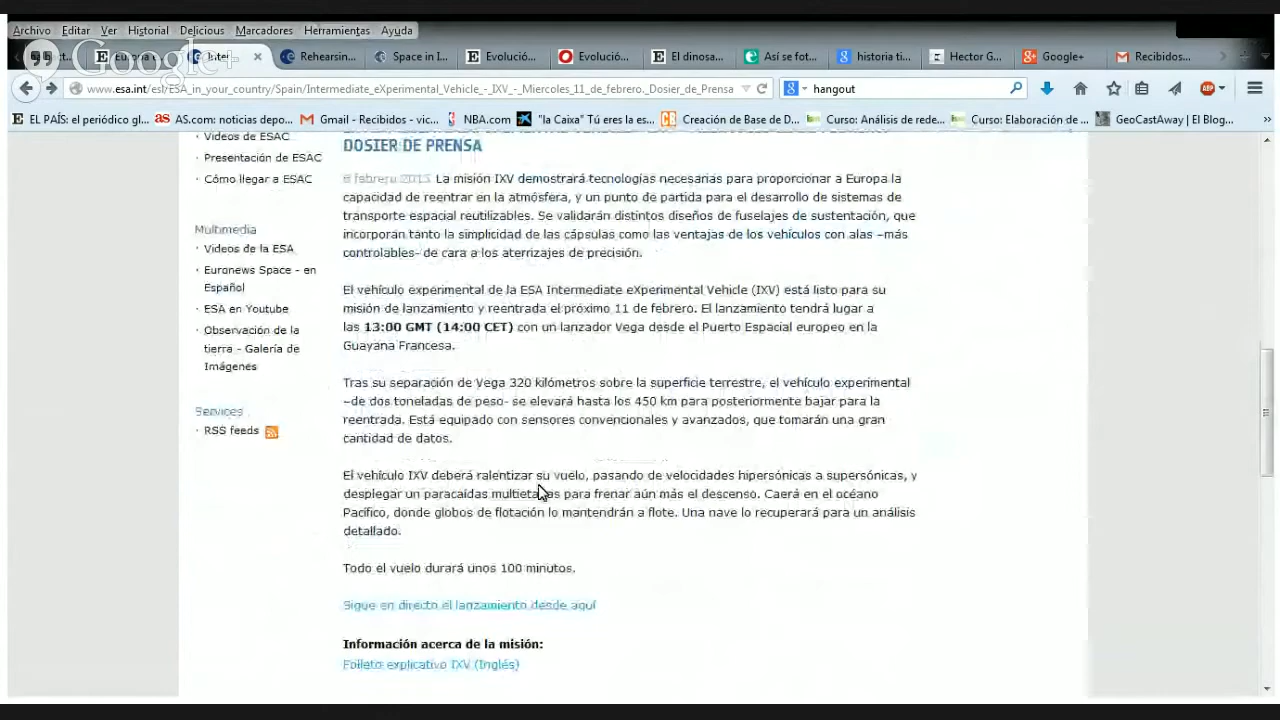 Archivo Editar Ver Historial Delicious Marcadores Herramientas Ayuda
Google+
Rehearsin... Space in I... Evolució... Evolució... El dinosa... Así se fot... historia ti... Hector G... Google+ Recibidos...
www.esa.int/esl/ESA_in_your_country/Spain/Intermediate_eXperimental_Vehicle_-_IXV_-_Miercoles_11_de_febrero._Dosier_de_Prensa
hangout
ABP
EL PAÍS: el periódico gl... AS.com: noticias depo... Gmail - Recibidos - vic... NBA.com "la Caixa" Tú eres la es... Creación de Base de D... Curso: Análisis de rede... Curso: Elaboración de ... GeoCastAway | El Blog...
Videos de ESAC
Presentación de ESAC
Cómo llegar a ESAC
Multimedia
Videos de la ESA
Euronews Space - en
Español
ESA en Youtube
Observación de la
tierra - Galería de
Imágenes
Services
RSS feeds
DOSIER DE PRENSA
La misión IXV demostrará tecnologías necesarias para proporcionar a Europa la
capacidad de reentrar en la atmósfera, y un punto de partida para el desarrollo de sistemas de
transporte espacial reutilizables. Se validarán distintos diseños de fuselajes de sustentación, que
incorporan tanto la simplicidad de las cápsulas como las ventajas de los vehículos con alas –más
controlables– de cara a los aterrizajes de precisión.
El vehículo experimental de la ESA Intermediate eXperimental Vehicle (IXV) está listo para su
misión de lanzamiento y reentrada el próximo 11 de febrero. El lanzamiento tendrá lugar a
las 13:00 GMT (14:00 CET) con un lanzador Vega desde el Puerto Espacial europeo en la
Guayana Francesa.
Tras su separación de Vega 320 kilómetros sobre la superficie terrestre, el vehículo experimental
–de dos toneladas de peso- se elevará hasta los 450 km para posteriormente bajar para la
reentrada. Está equipado con sensores convencionales y avanzados, que tomarán una gran
cantidad de datos.
El vehículo IXV deberá ralentizar su vuelo, pasando de velocidades hipersónicas a supersónicas, y
desplegar un paracaídas multietapas para frenar aún más el descenso. Caerá en el océano
Pacífico, donde globos de flotación lo mantendrán a flote. Una nave lo recuperará para un análisis
detallado.
Todo el vuelo durará unos 100 minutos.
Sigue en directo el lanzamiento desde aquí
Información acerca de la misión:
Folleto explicativo IXV (Inglés)